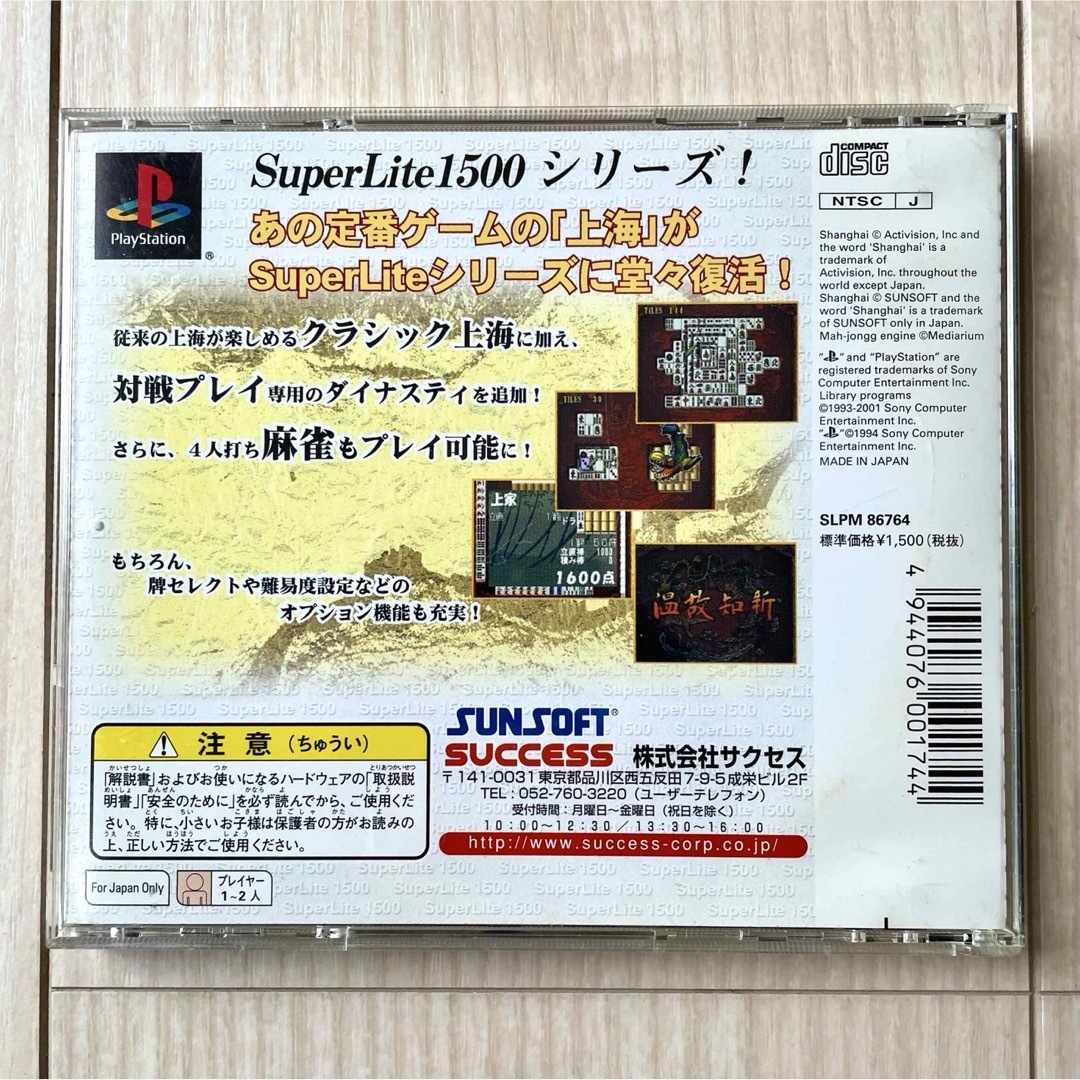 SuperLite1500 シリーズ！
PlayStation
®
あの定番ゲームの「上海」が
SuperLiteシリーズに堂々復活！
従来の上海が楽しめるクラシック上海に加え、
対戦プレイ専用のダイナスティを追加！
さらに、4人打ち麻雀もプレイ可能に！
もちろん、
牌セレクトや難易度設定などの
オプション機能も充実！
TILES 144
TILES 30
上家
ドラ
立直棒 1000
積み棒 0
1600点
温故知新
COMPACT
disc
NTSC J
Shanghai © Activision, Inc and
the word 'Shanghai' is a
trademark of
Activision, Inc. throughout the
world except Japan.
Shanghai © SUNSOFT and the
word 'Shanghai' is a trademark
of SUNSOFT only in Japan.
Mah-jongg engine ©Mediarium
" " and "PlayStation" are
registered trademarks of Sony
Computer Entertainment Inc.
Library programs
©1993-2001 Sony Computer
Entertainment Inc.
" "©1994 Sony Computer
Entertainment Inc.
MADE IN JAPAN
SLPM 86764
標準価格¥1,500(税抜)
4 944076 001744
注意(ちゅうい)
「解説書」およびお使いになるハードウェアの「取扱説
明書」「安全のために」を必ず読んでから、ご使用くだ
さい。特に、小さいお子様は保護者の方がお読みの
上、正しい方法でご使用ください。
For Japan Only
プレイヤー
1~2人
SUNSOFT®
SUCCESS 株式会社サクセス
〒141-0031東京都品川区西五反田7-9-5成栄ビル2F
TEL：052-760-3220（ユーザーテレフォン）
受付時間：月曜日〜金曜日（祝日を除く）
10:00〜12:30／13:30〜16:00
http://www.success-corp.co.jp/